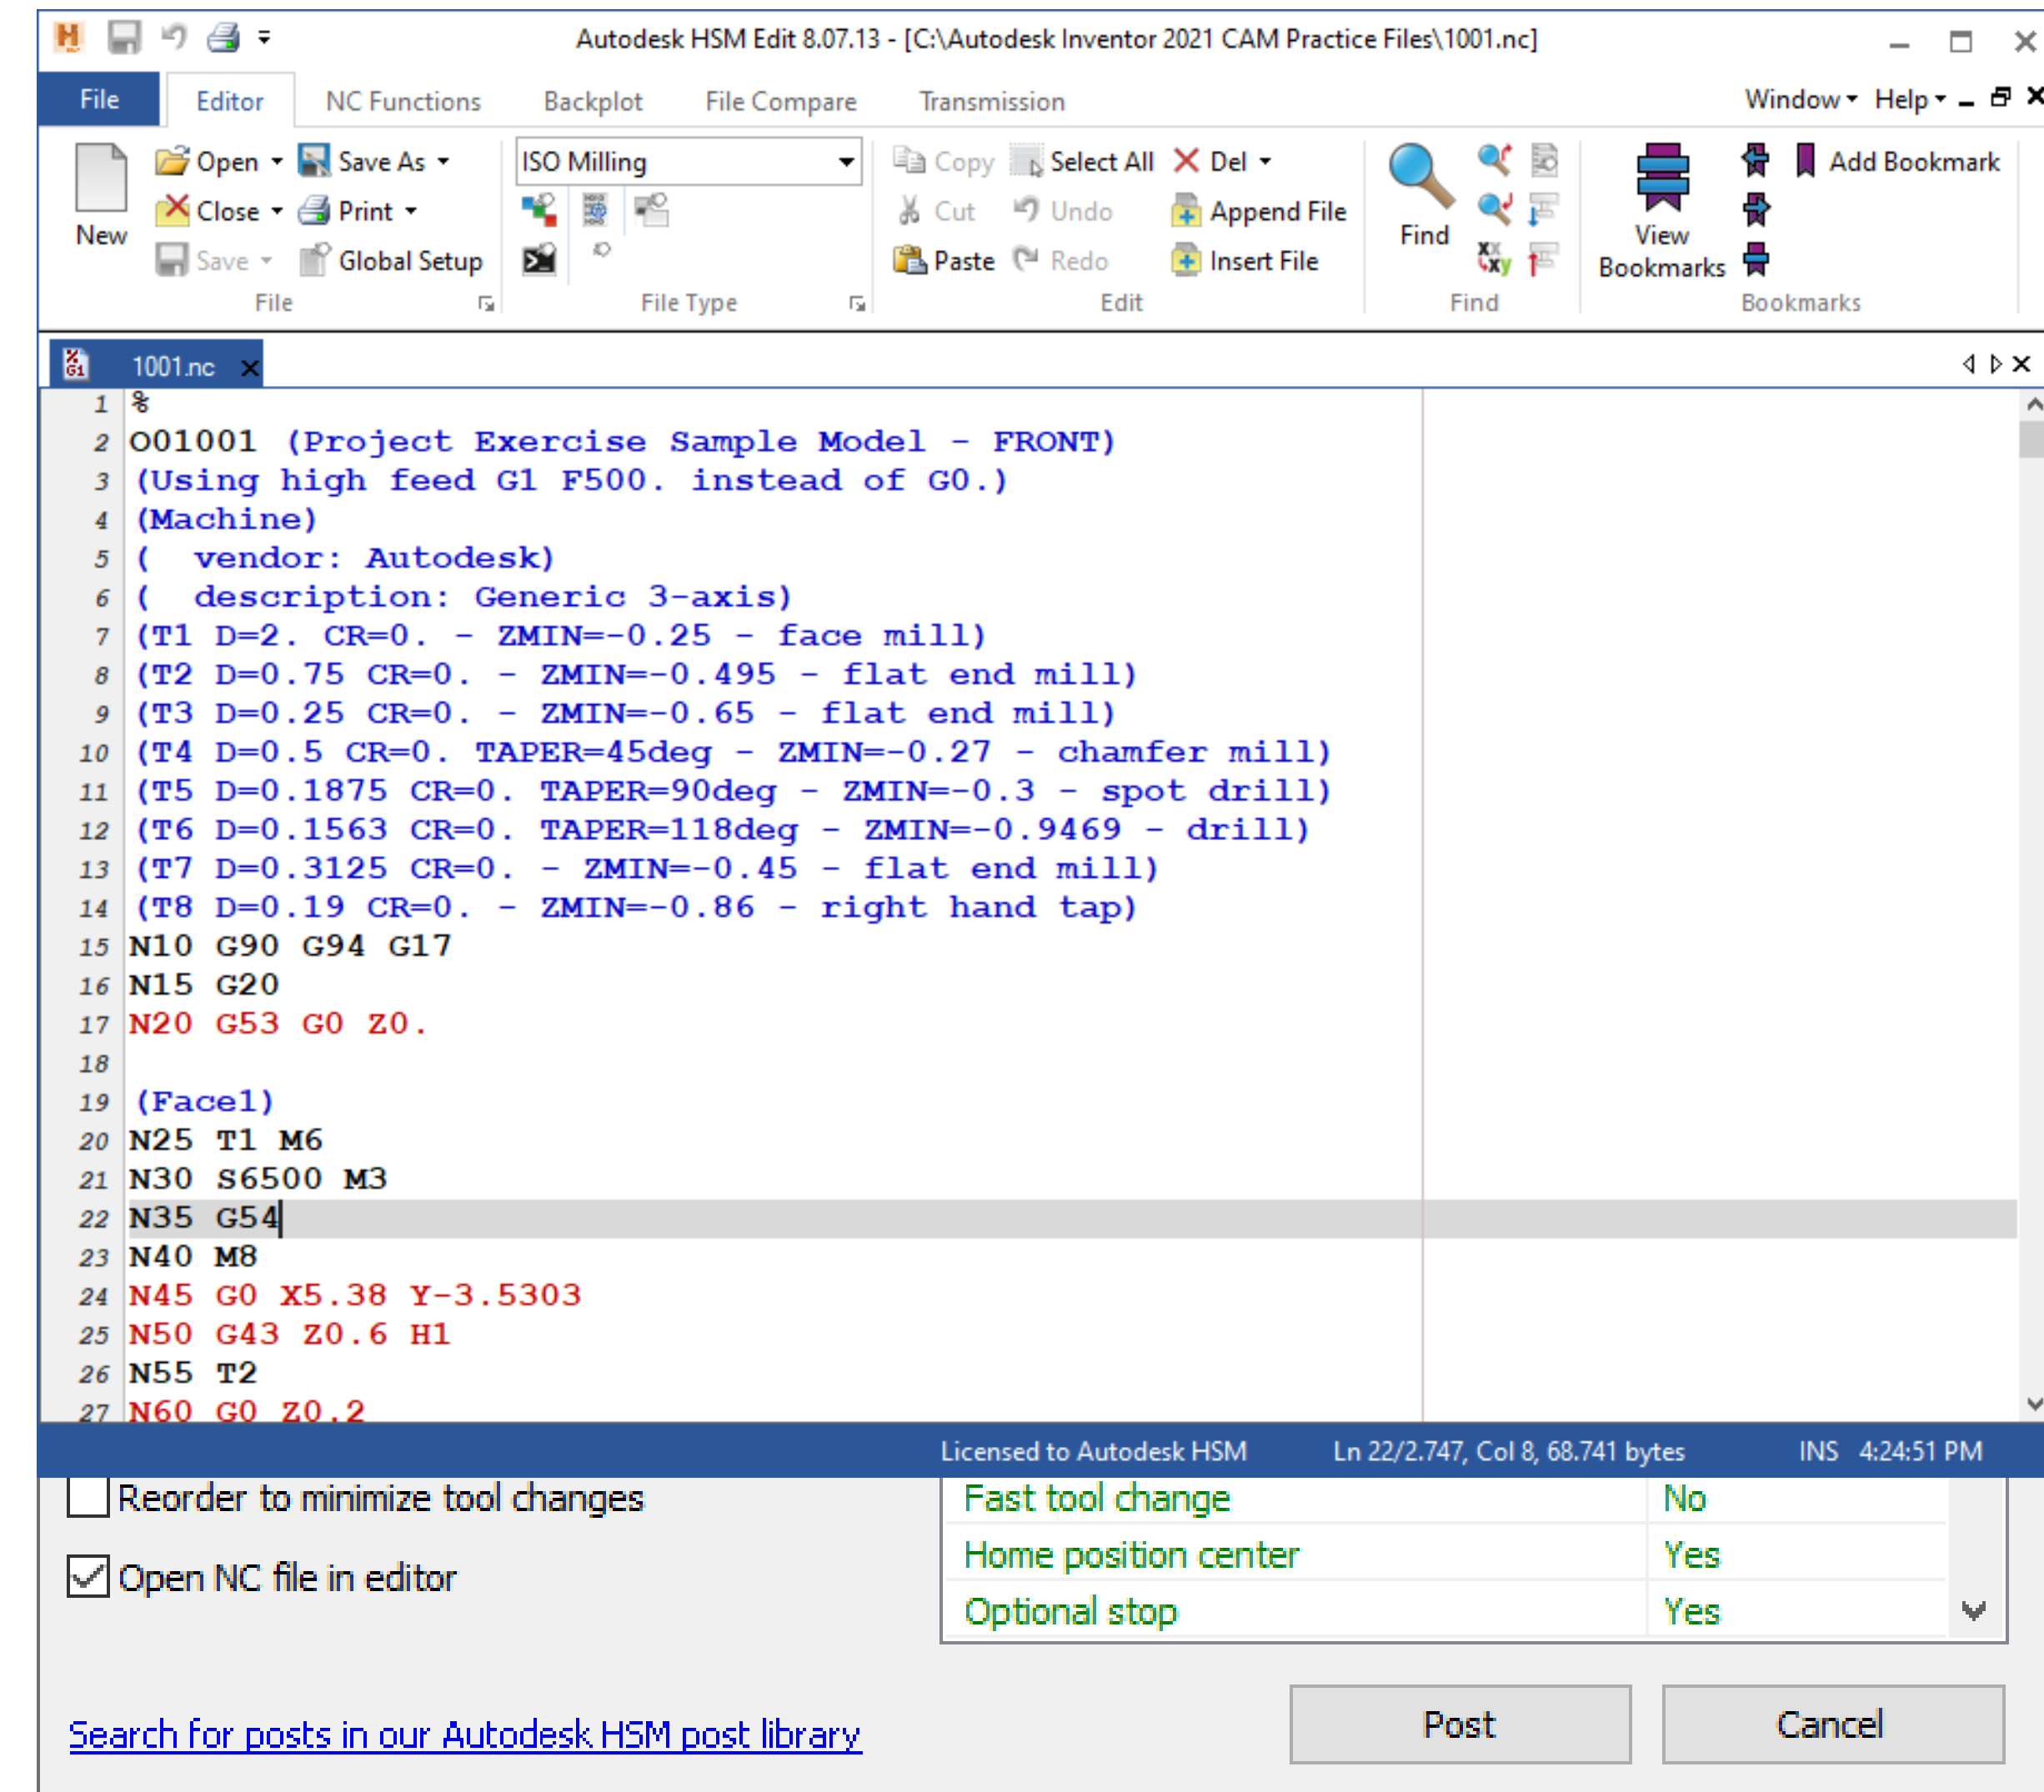 Autodesk HSM Edit 8.07.13 - [C:\Autodesk Inventor 2021 CAM Practice Files\1001.nc]
File Editor NC Functions Backplot File Compare Transmission Window Help
New Open Save As ISO Milling Copy Select All Del Find View Bookmarks Add Bookmark
Close Print Cut Undo Append File
Save Global Setup Paste Redo Insert File
File File Type Edit Find Bookmarks
1001.nc
1 %
2 O01001 (Project Exercise Sample Model - FRONT)
3 (Using high feed G1 F500. instead of G0.)
4 (Machine)
5 (  vendor: Autodesk)
6 (  description: Generic 3-axis)
7 (T1 D=2. CR=0. - ZMIN=-0.25 - face mill)
8 (T2 D=0.75 CR=0. - ZMIN=-0.495 - flat end mill)
9 (T3 D=0.25 CR=0. - ZMIN=-0.65 - flat end mill)
10 (T4 D=0.5 CR=0. TAPER=45deg - ZMIN=-0.27 - chamfer mill)
11 (T5 D=0.1875 CR=0. TAPER=90deg - ZMIN=-0.3 - spot drill)
12 (T6 D=0.1563 CR=0. TAPER=118deg - ZMIN=-0.9469 - drill)
13 (T7 D=0.3125 CR=0. - ZMIN=-0.45 - flat end mill)
14 (T8 D=0.19 CR=0. - ZMIN=-0.86 - right hand tap)
15 N10 G90 G94 G17
16 N15 G20
17 N20 G53 G0 Z0.
18
19 (Face1)
20 N25 T1 M6
21 N30 S6500 M3
22 N35 G54
23 N40 M8
24 N45 G0 X5.38 Y-3.5303
25 N50 G43 Z0.6 H1
26 N55 T2
27 N60 G0 Z0.2
Licensed to Autodesk HSM Ln 22/2.747, Col 8, 68.741 bytes INS 4:24:51 PM
Reorder to minimize tool changes Fast tool change No
Home position center Yes
Open NC file in editor
Optional stop Yes
Search for posts in our Autodesk HSM post library Post Cancel